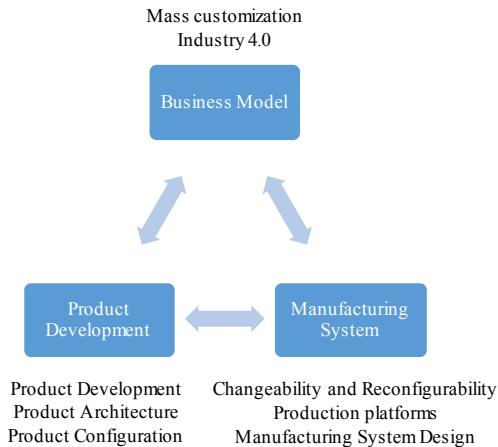 Mass customization
Industry 4.0
Business Model
Product
Development
Manufacturing
System
Product Development
Product Architecture
Product Configuration
Changeability and Reconfigurability
Production platforms
Manufacturing System Design